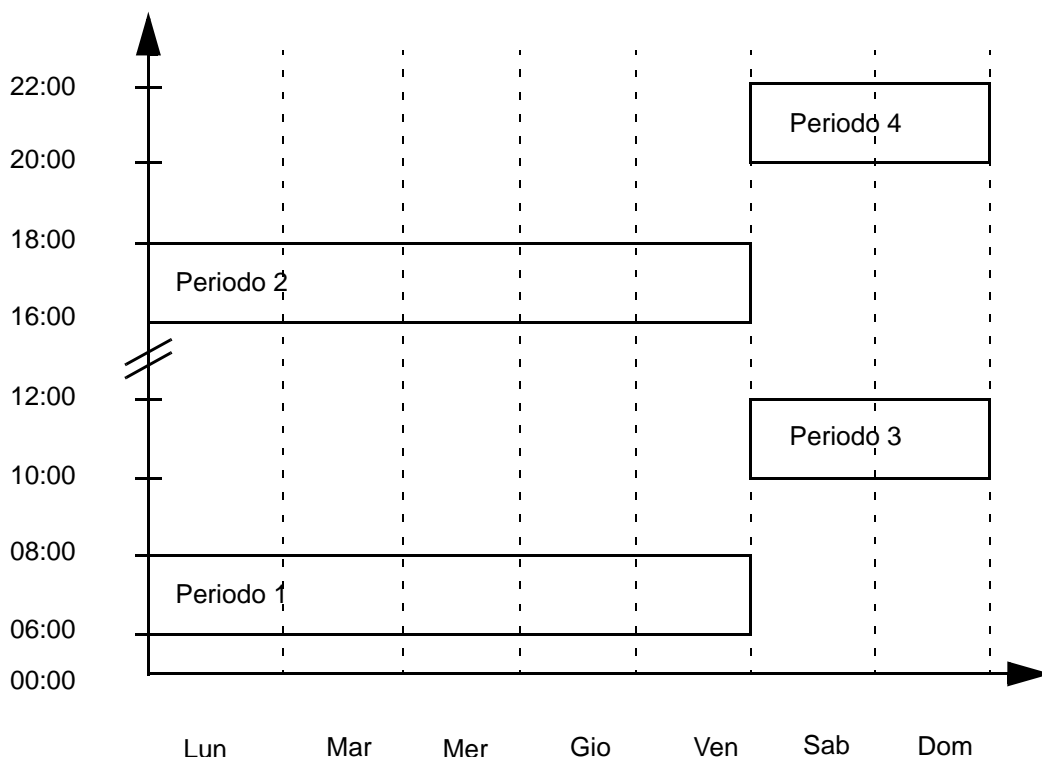 22:00
Periodo 4
20:00
18:00
Periodo 2
16:00
12:00
Periodo 3
10:00
08:00
Periodo 1
06:00
00:00
Lun Mar Mer Gio Ven Sab Dom